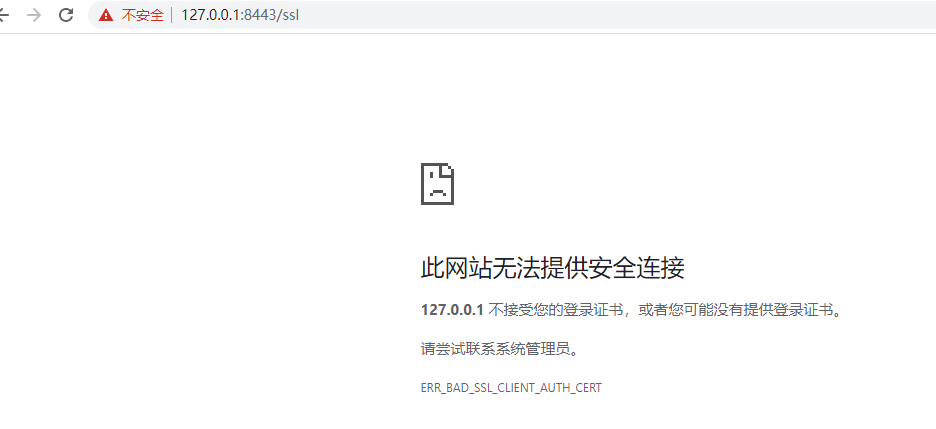 不安全 127.0.0.1:8443/ssl
此网站无法提供安全连接
127.0.0.1 不接受您的登录证书，或者您可能没有提供登录证书。
请尝试联系系统管理员。
ERR_BAD_SSL_CLIENT_AUTH_CERT